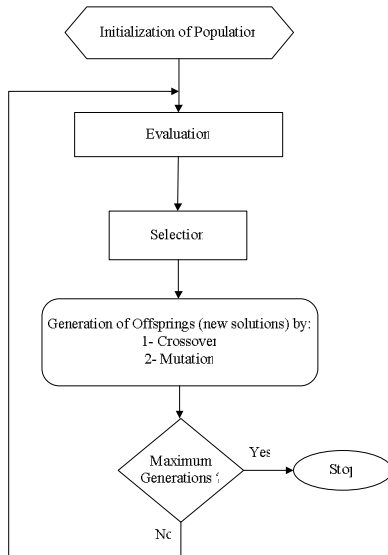 Initialization of Population
Evaluation
Selection
Generation of Offsprings (new solutions) by:
1- Crossover
2- Mutation
Maximum
Generations ?
Yes
Stop
No